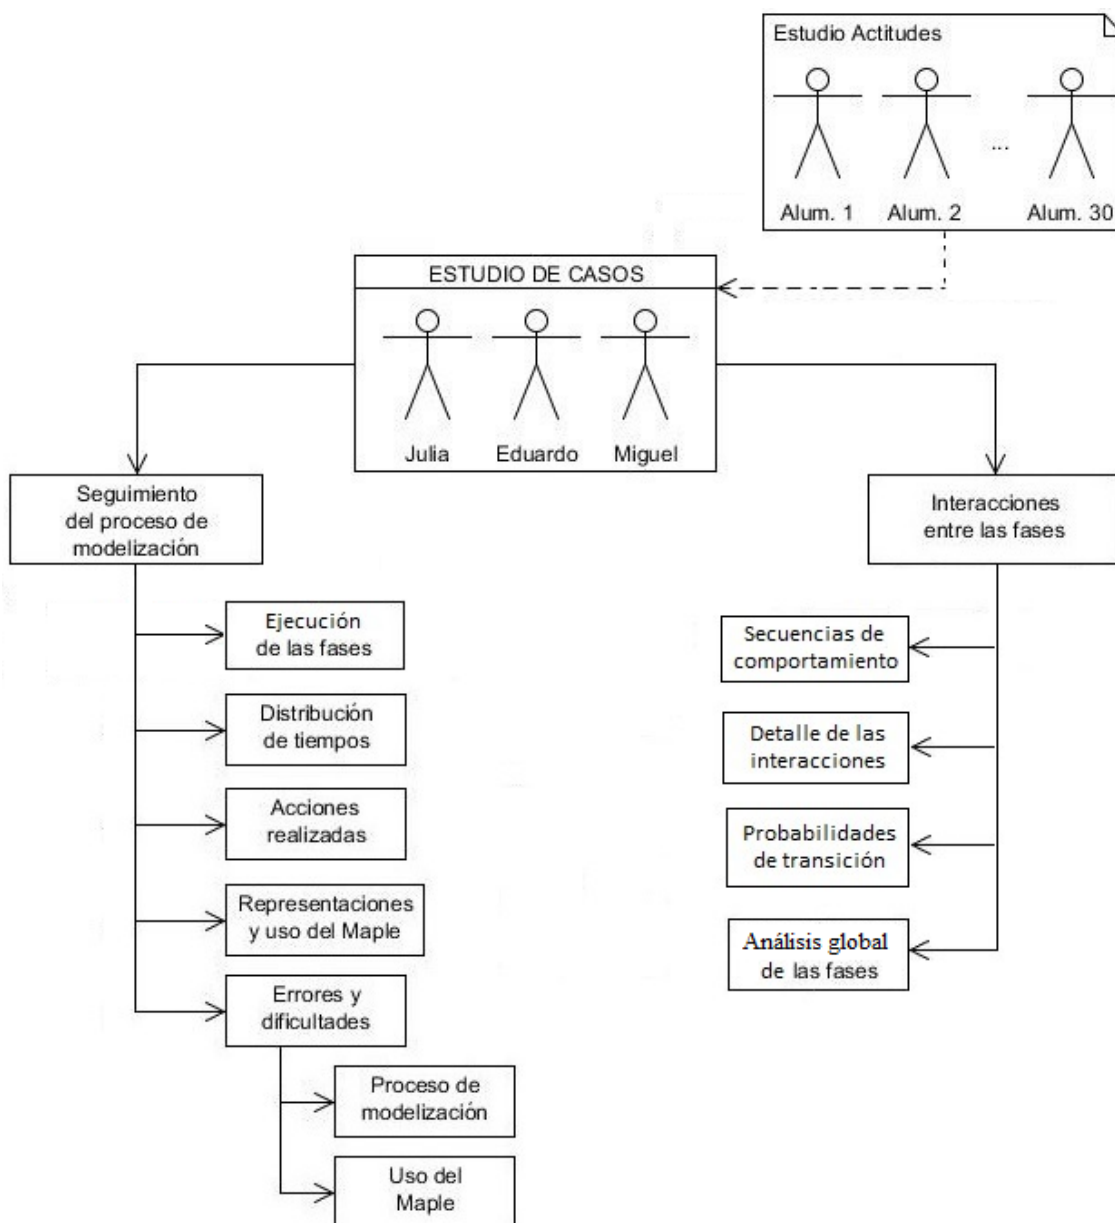 Estudio Actitudes
...
Alum. 1
Alum. 2
Alum. 30
ESTUDIO DE CASOS
Julia
Eduardo
Miguel
Seguimiento
del proceso de
modelización
Interacciones
entre las fases
Ejecución
de las fases
Distribución
de tiempos
Acciones
realizadas
Representaciones
y uso del Maple
Errores y
dificultades
Proceso de
modelización
Uso del
Maple
Secuencias de
comportamiento
Detalle de las
interacciones
Probabilidades
de transición
Análisis global
de las fases